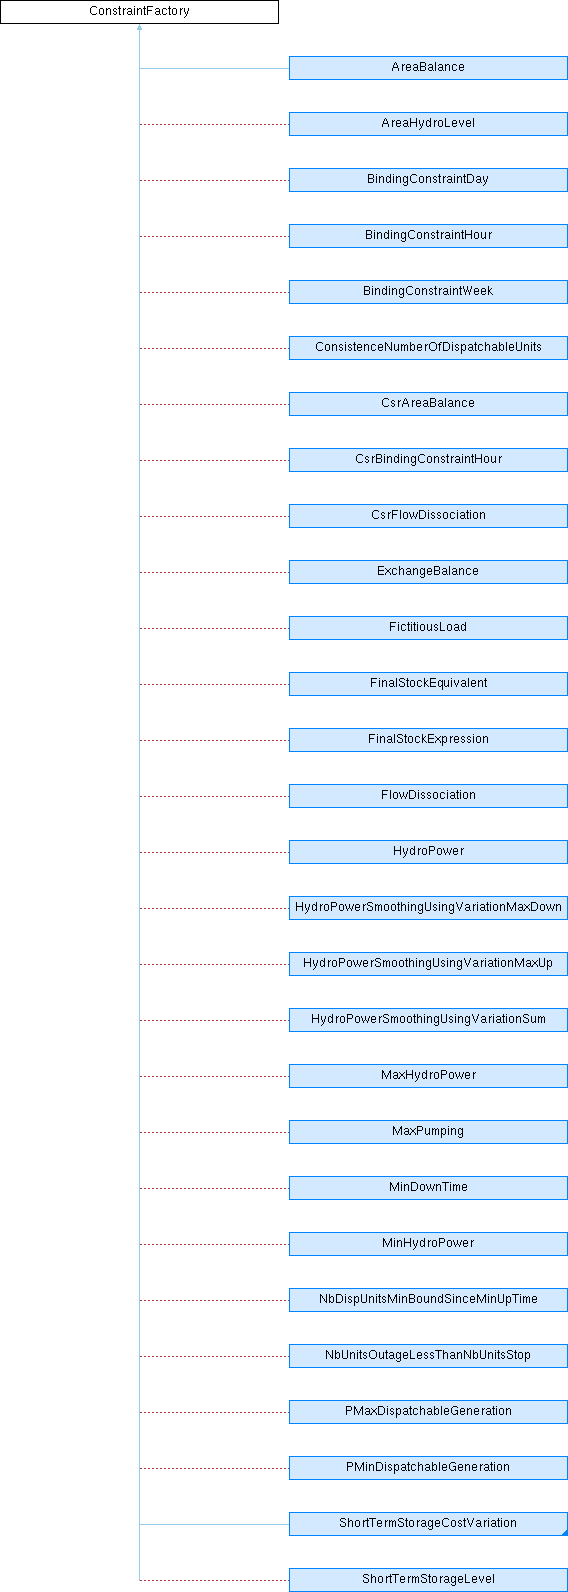 ConstraintFactory
AreaBalance
AreaHydroLevel
BindingConstraintDay
BindingConstraintHour
BindingConstraintWeek
ConsistenceNumberOfDispatchableUnits
CsrAreaBalance
CsrBindingConstraintHour
CsrFlowDissociation
ExchangeBalance
FictitiousLoad
FinalStockEquivalent
FinalStockExpression
FlowDissociation
HydroPower
HydroPowerSmoothingUsingVariationMaxDown
HydroPowerSmoothingUsingVariationMaxUp
HydroPowerSmoothingUsingVariationSum
MaxHydroPower
MaxPumping
MinDownTime
MinHydroPower
NbDispUnitsMinBoundSinceMinUpTime
NbUnitsOutageLessThanNbUnitsStop
PMaxDispatchableGeneration
PMinDispatchableGeneration
ShortTermStorageCostVariation
ShortTermStorageLevel